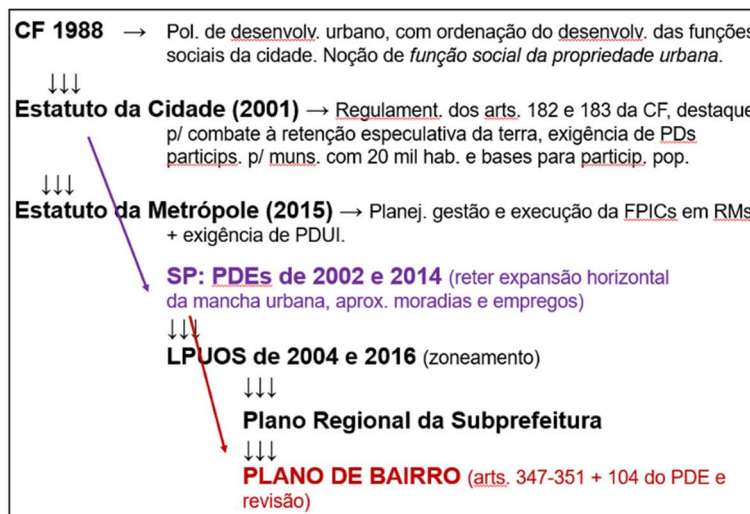 CF 1988 → Pol. de desenvolv. urbano, com ordenação do desenvolv. das funções
sociais da cidade. Noção de função social da propriedade urbana.
↓↓↓
Estatuto da Cidade (2001) → Regulament. dos arts. 182 e 183 da CF, destaque
p/ combate à retenção especulativa da terra, exigência de PDs
particips. p/ muns. com 20 mil hab. e bases para particip. pop.
↓↓↓
Estatuto da Metrópole (2015) → Planej. gestão e execução da FPICs em RMs
+ exigência de PDUI.
SP: PDEs de 2002 e 2014 (reter expansão horizontal
da mancha urbana, aprox. moradias e empregos)
↓↓↓
LPUOS de 2004 e 2016 (zoneamento)
↓↓↓
Plano Regional da Subprefeitura
↓↓↓
PLANO DE BAIRRO (arts. 347-351 + 104 do PDE e
revisão)